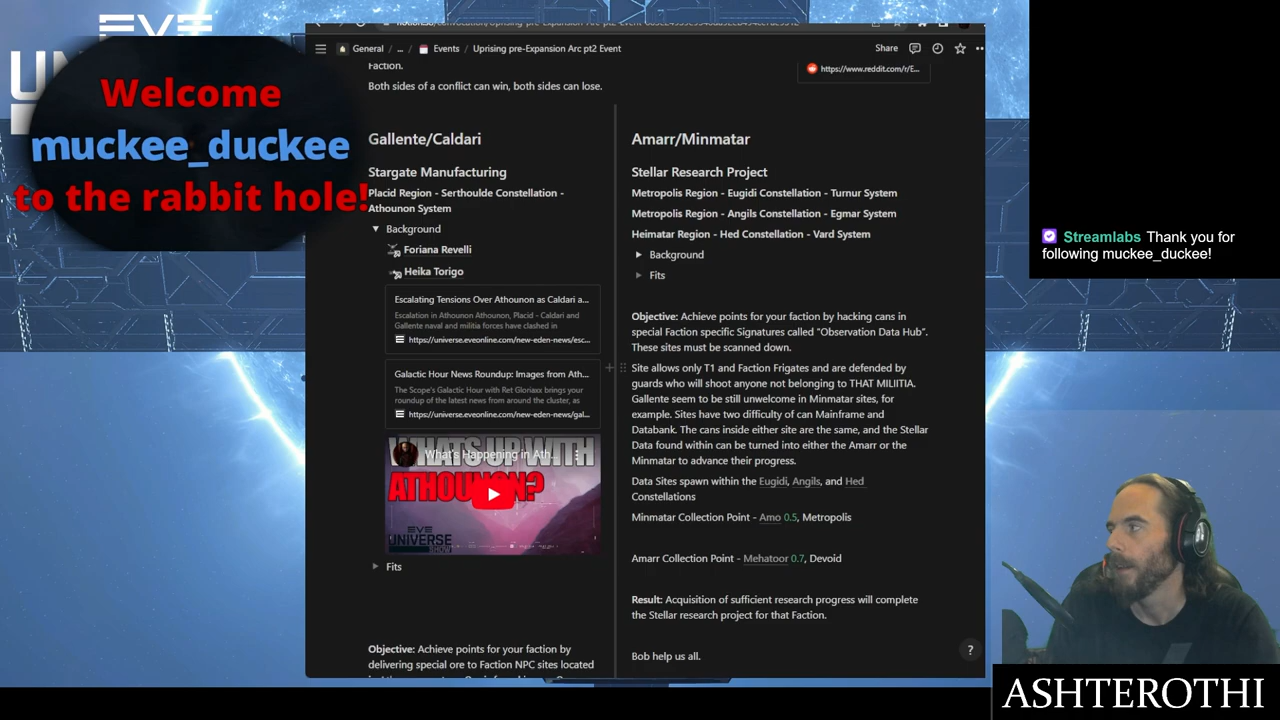 EVE
Welcome
muckee_duckee
to the rabbit hole!
General / ... / Events / Uprising pre-Expansion Arc pt2 Event
Share
Faction.
https://www.reddit.com/r/E...
Both sides of a conflict can win, both sides can lose.
Gallente/Caldari
Stargate Manufacturing
Placid Region - Serthoulde Constellation -
Athounon System
Background
Foriana Revelli
Heika Torigo
Escalating Tensions Over Athounon as Caldari a...
Escalation in Athounon Athounon, Placid - Caldari and
Gallente naval and militia forces have clashed in
https://universe.eveonline.com/new-eden-news/esc...
Galactic Hour News Roundup: Images from Ath...
The Scope's Galactic Hour with Ret Gloriaxx brings your
roundup of the latest news from around the cluster, as
https://universe.eveonline.com/new-eden-news/gal...
WHATS UP WITH
What's Happening in Ath...
ATHOUNON?
EVE
UNIVERSE
SHOW
Fits
Objective: Achieve points for your faction by
delivering special ore to Faction NPC sites located
Amarr/Minmatar
Stellar Research Project
Metropolis Region - Eugidi Constellation - Turnur System
Metropolis Region - Angils Constellation - Egmar System
Heimatar Region - Hed Constellation - Vard System
Background
Fits
Objective: Achieve points for your faction by hacking cans in
special Faction specific Signatures called "Observation Data Hub".
These sites must be scanned down.
Site allows only T1 and Faction Frigates and are defended by
guards who will shoot anyone not belonging to THAT MILIITIA.
Gallente seem to be still unwelcome in Minmatar sites, for
example. Sites have two difficulty of can Mainframe and
Databank. The cans inside either site are the same, and the Stellar
Data found within can be turned into either the Amarr or the
Minmatar to advance their progress.
Data Sites spawn within the Eugidi, Angils, and Hed
Constellations
Minmatar Collection Point - Amo 0.5, Metropolis
Amarr Collection Point - Mehatoor 0.7, Devoid
Result: Acquisition of sufficient research progress will complete
the Stellar research project for that Faction.
Bob help us all.
?
Streamlabs Thank you for
following muckee_duckee!
ASHTEROTHI